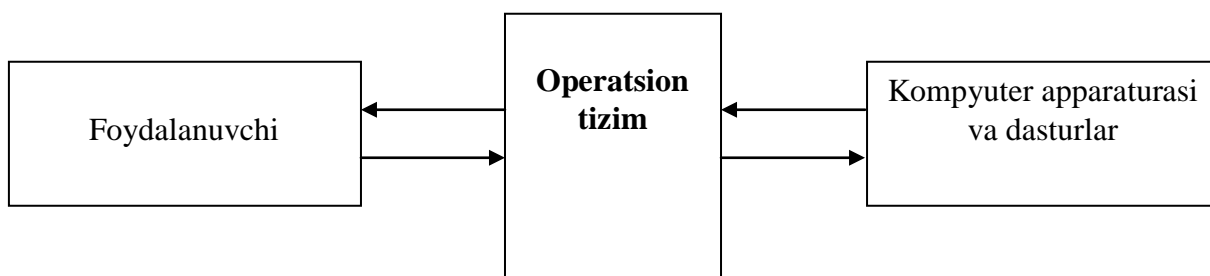 Foydalanuvchi
Operatsion
tizim
Kompyuter apparaturasi
va dasturlar